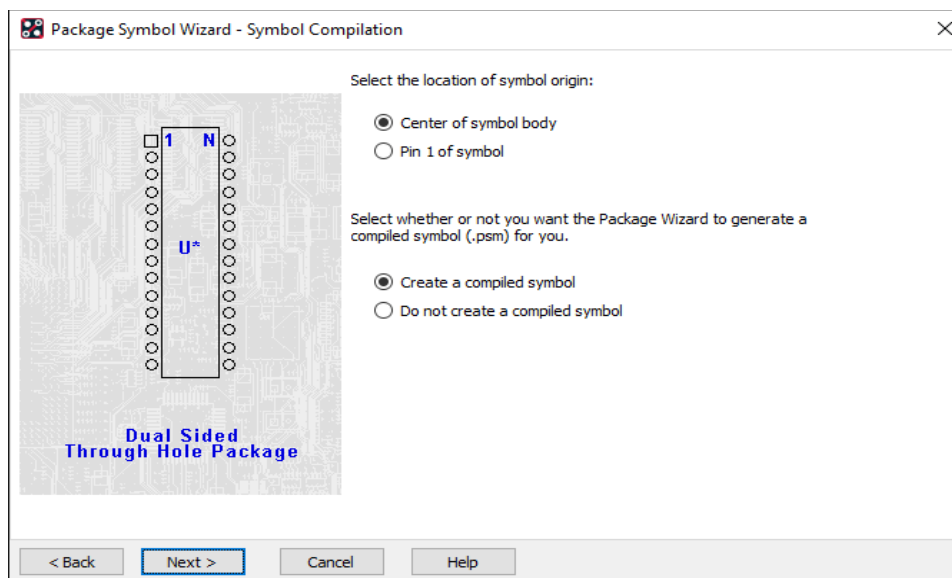 Package Symbol Wizard - Symbol Compilation
Select the location of symbol origin:
Center of symbol body
Pin 1 of symbol
Select whether or not you want the Package Wizard to generate a
compiled symbol (.psm) for you.
Create a compiled symbol
Do not create a compiled symbol
1 N
U*
Dual Sided
Through Hole Package
< Back Next > Cancel Help